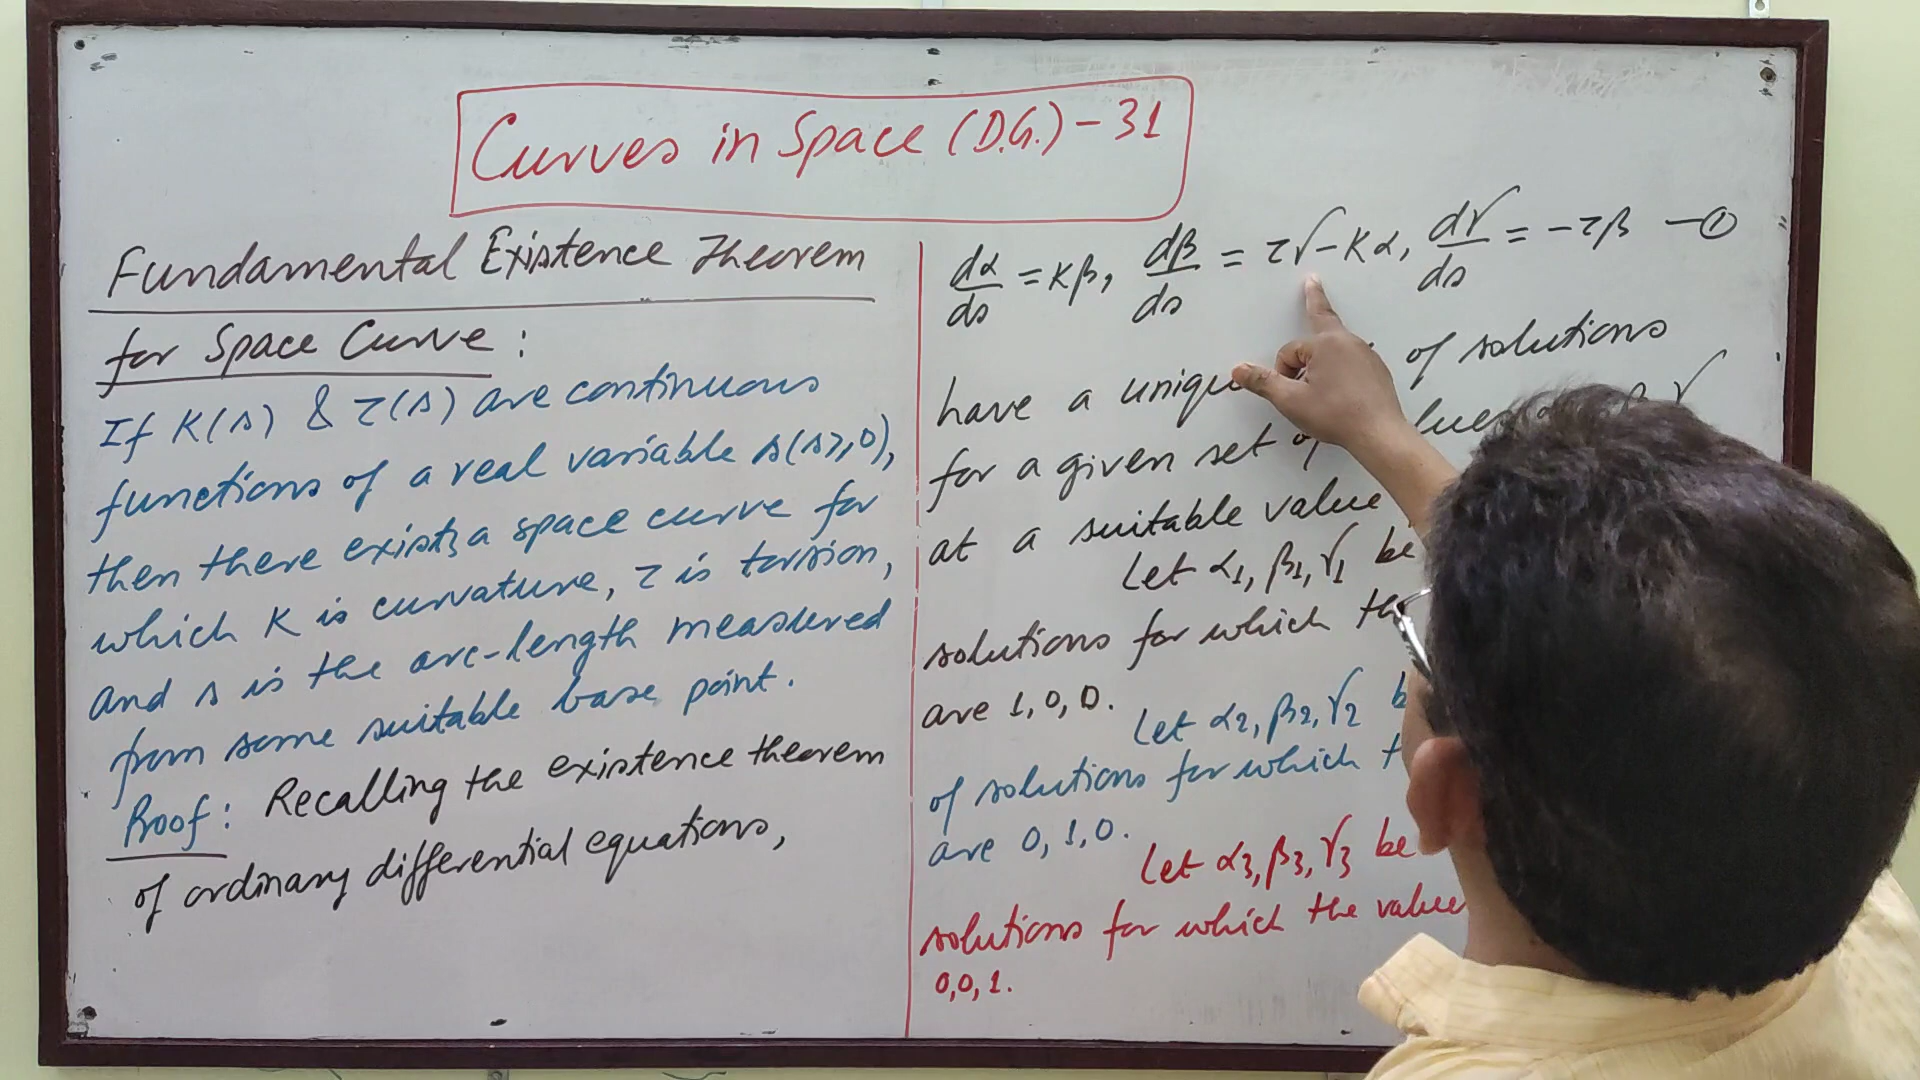 Curves in Space (D.G.) - 31
Fundamental Existence Theorem
for Space Curve :
If K(s) & τ(s) are continuous
functions of a real variable s(s≥0),
then there exists a space curve for
which K is curvature, τ is torsion,
and s is the arc-length measured
from some suitable base point.
Proof : Recalling the existence theorem
of ordinary differential equations,
dα/ds = Kβ, dβ/ds = τγ - Kα, dγ/ds = -τβ —①
have a of solutions
for a given set
at a suitable value
Let α1, β1, γ1 be
solutions for which
are 1, 0, 0.
Let α2, β2, γ2
of solutions for which
are 0, 1, 0.
Let α3, β3, γ3 be
solutions for which the
0, 0, 1.